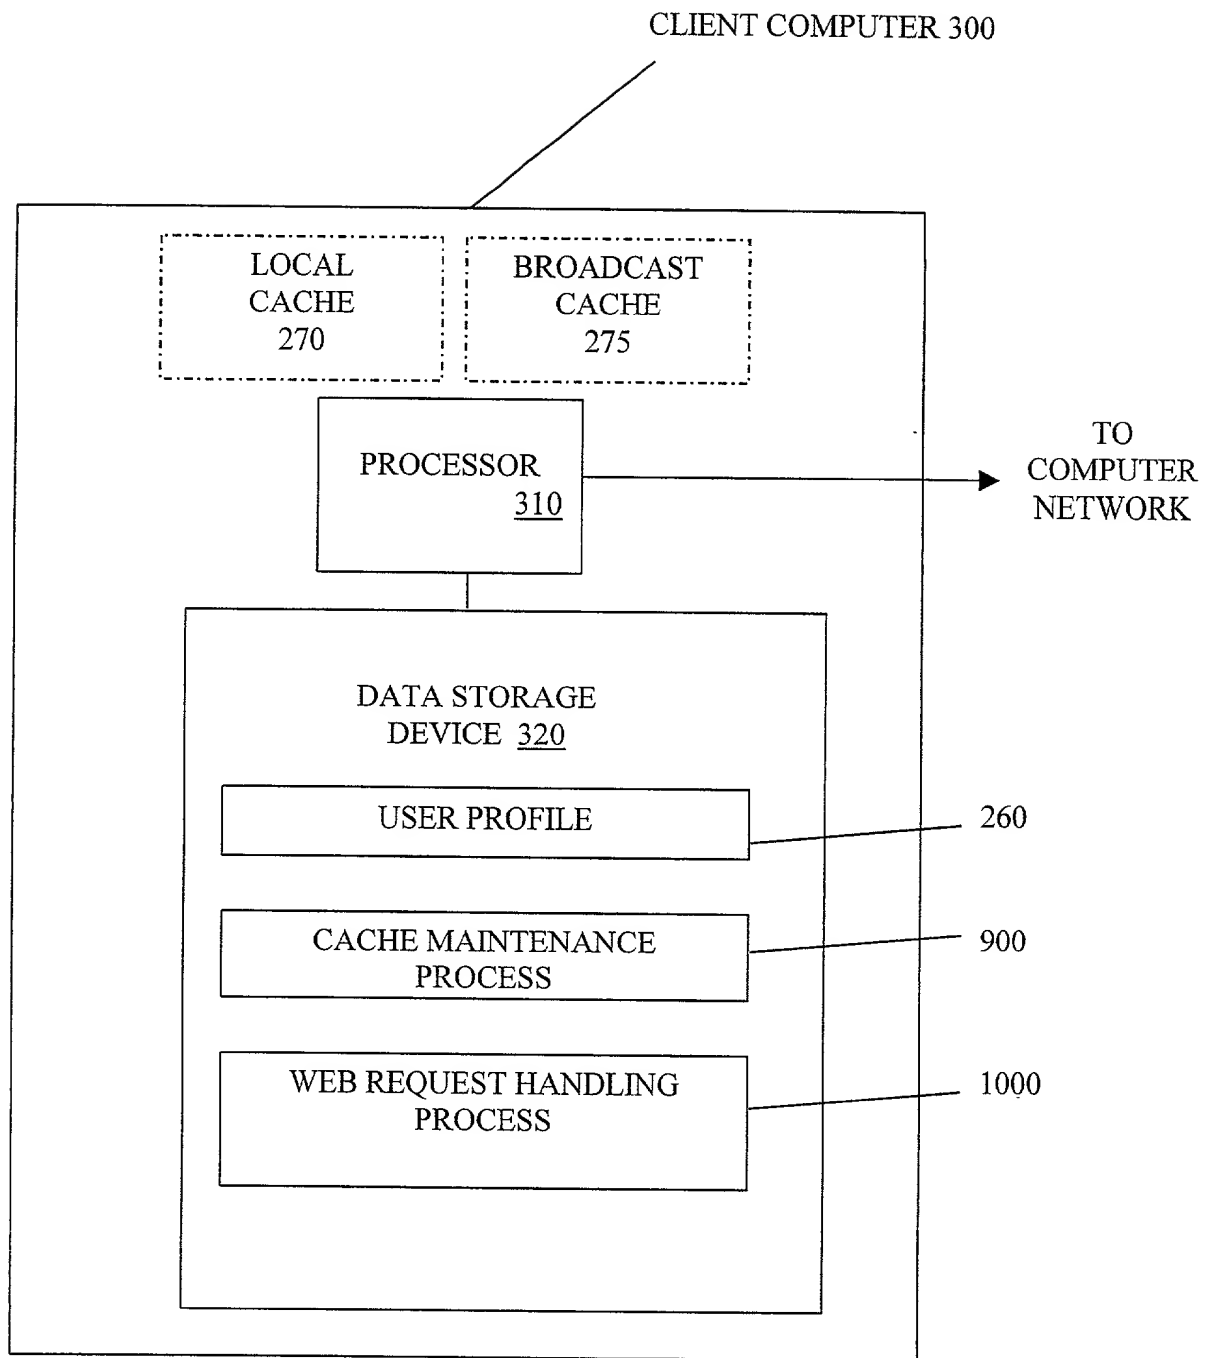 CLIENT COMPUTER 300
LOCAL
CACHE
270
BROADCAST
CACHE
275
PROCESSOR
310
TO
COMPUTER
NETWORK
DATA STORAGE
DEVICE 320
USER PROFILE
260
CACHE MAINTENANCE
PROCESS
900
WEB REQUEST HANDLING
PROCESS
1000